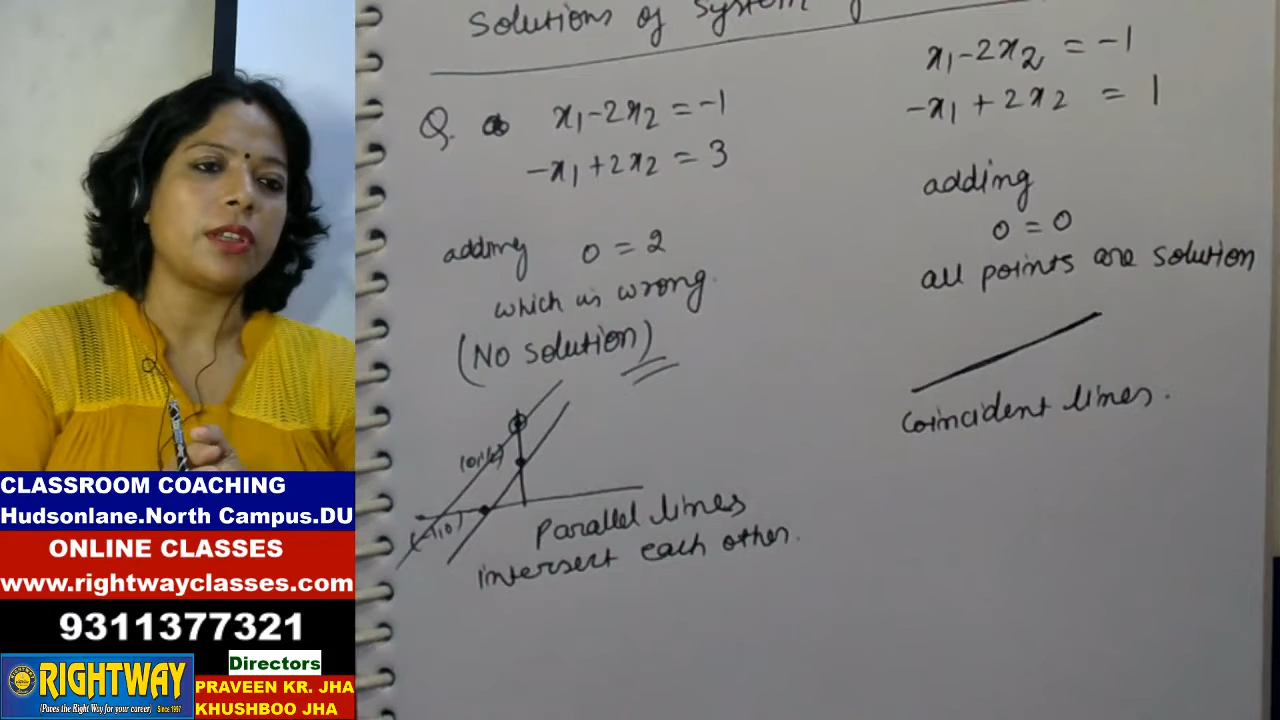 Solutions of System of
Q. x₁-2x₂ = -1
-x₁ + 2x₂ = 3
adding 0 = 2
which is wrong.
(No solution)
(0,½)
(-1,0)
Parallel lines
intersect each other.
x₁-2x₂ = -1
-x₁ + 2x₂ = 1
adding
0 = 0
all points are solution
Coincident lines.
CLASSROOM COACHING
Hudsonlane.North Campus.DU
ONLINE CLASSES
www.rightwayclasses.com
9311377321
RIGHTWAY
(Paves the Right Way for your career) Since 1997
Directors
PRAVEEN KR. JHA
KHUSHBOO JHA